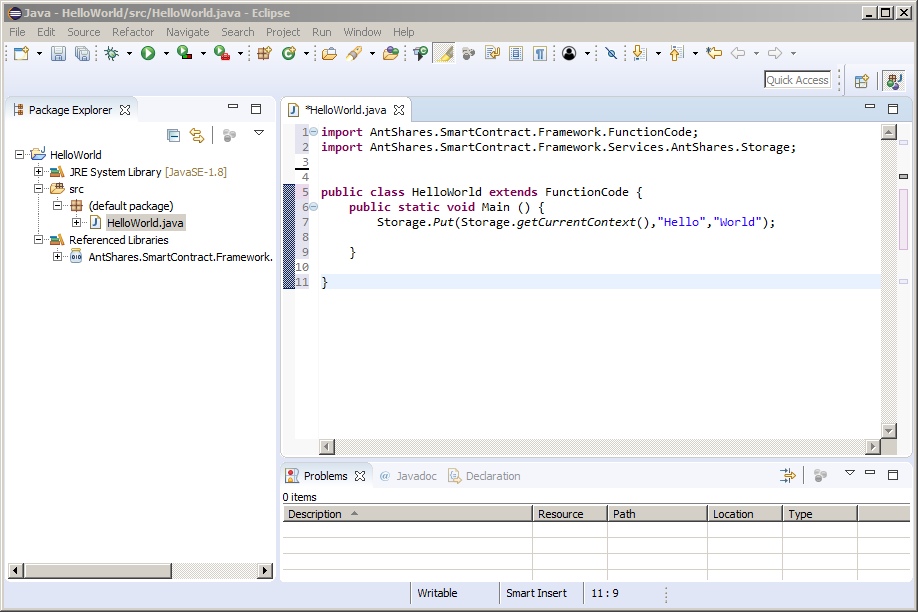 Java - HelloWorld/src/HelloWorld.java - Eclipse
File Edit Source Refactor Navigate Search Project Run Window Help
Quick Access
Package Explorer
HelloWorld
JRE System Library [JavaSE-1.8]
src
(default package)
HelloWorld.java
Referenced Libraries
AntShares.SmartContract.Framework.
*HelloWorld.java
1 import AntShares.SmartContract.Framework.FunctionCode;
2 import AntShares.SmartContract.Framework.Services.AntShares.Storage;
3
4
5 public class HelloWorld extends FunctionCode {
6 public static void Main () {
7 Storage.Put(Storage.getCurrentContext(),"Hello","World");
8
9 }
10
11 }
Problems @ Javadoc Declaration
0 items
Description Resource Path Location Type
Writable Smart Insert 11 : 9